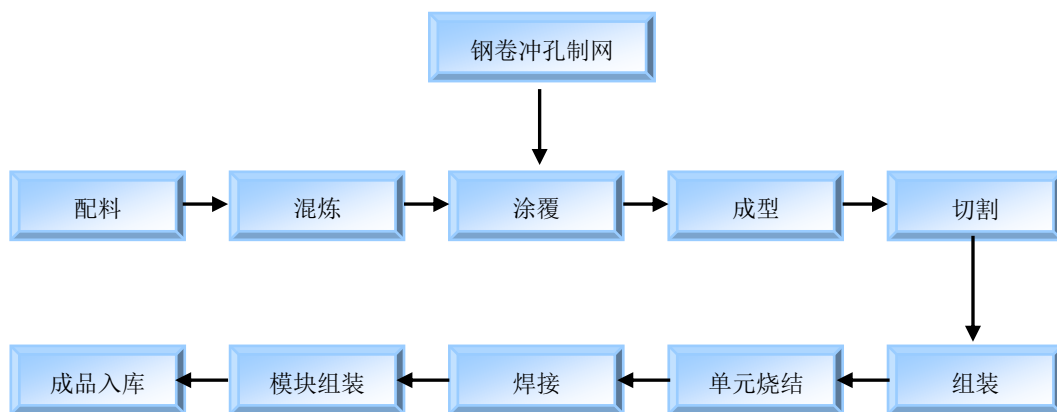 钢卷冲孔制网
配料
混炼
涂覆
成型
切割
成品入库
模块组装
焊接
单元烧结
组装